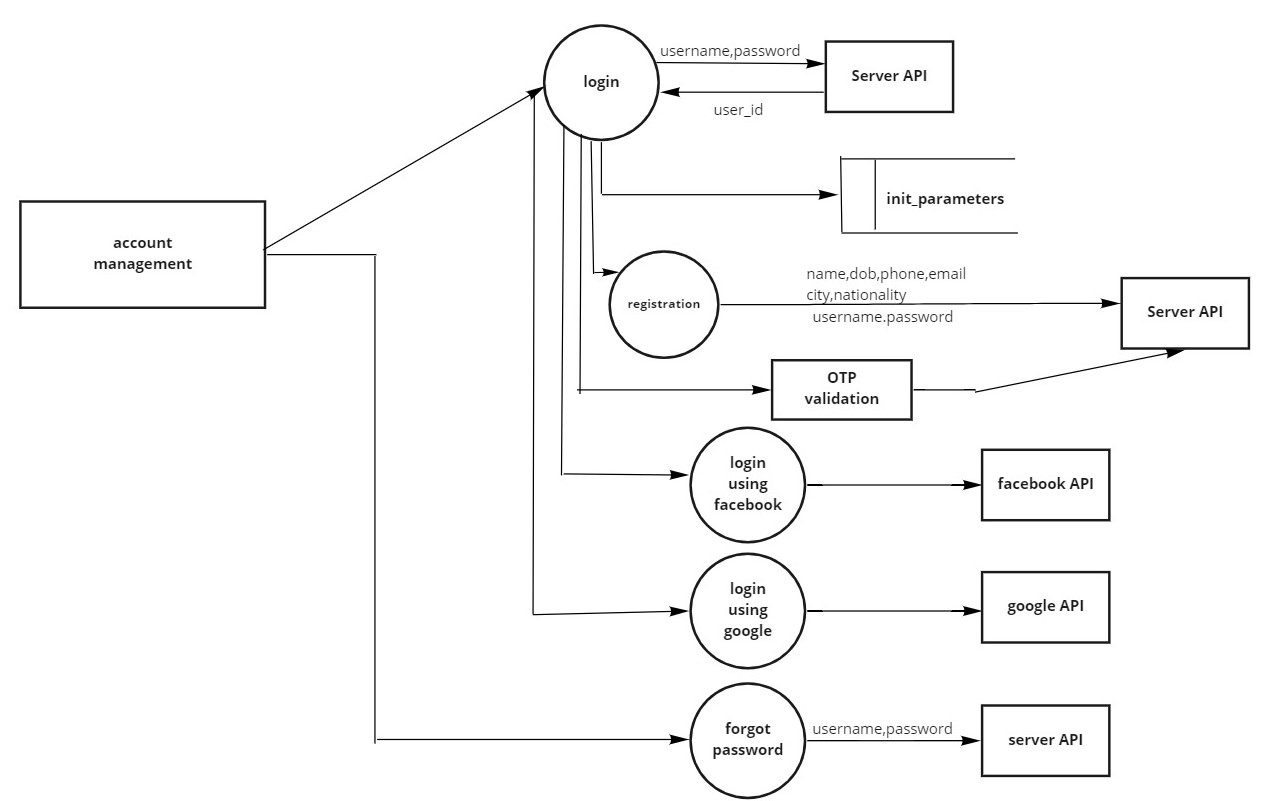 username,password
login
Server API
user_id
init_parameters
account
management
name,dob,phone,email
city,nationality
username.password
registration
Server API
OTP
validation
login
using
facebook
facebook API
login
using
google
google API
forgot
password
username,password
server API